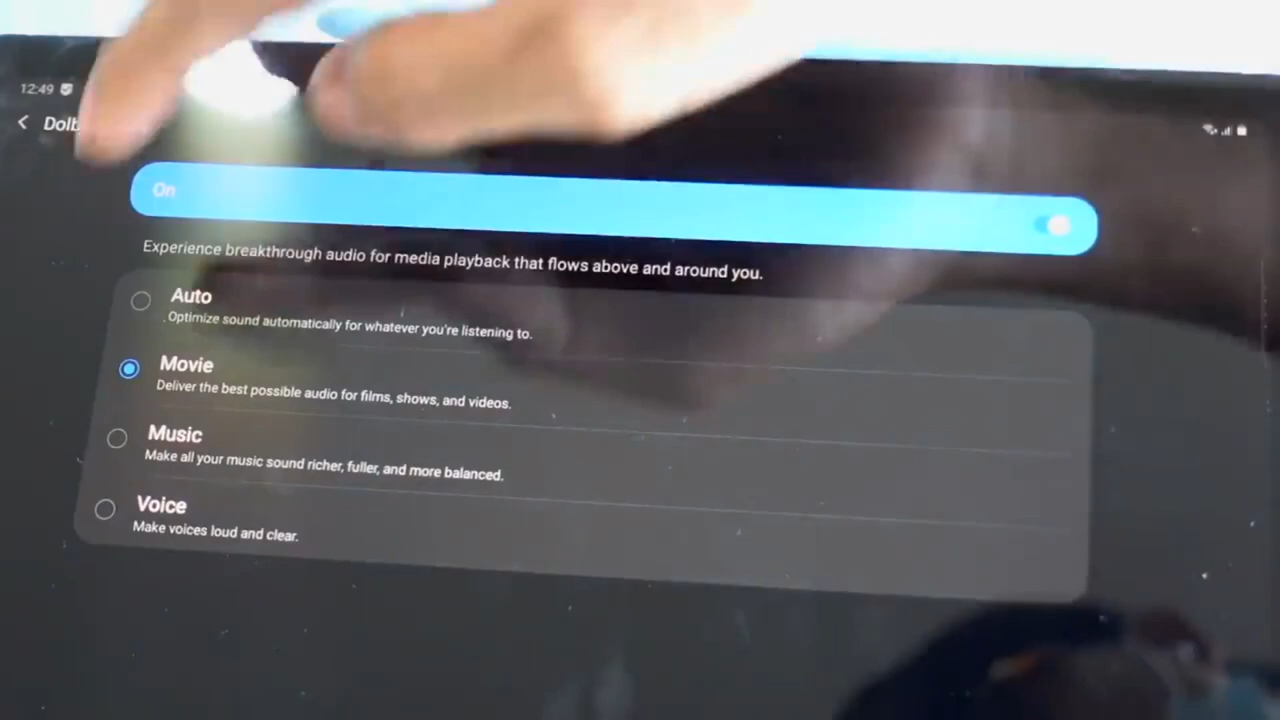 12:49
On
Experience breakthrough audio for media playback that flows above and around you.
Auto
Optimize sound automatically for whatever you're listening to.
Movie
Deliver the best possible audio for films, shows, and videos.
Music
Make all your music sound richer, fuller, and more balanced.
Voice
Make voices loud and clear.